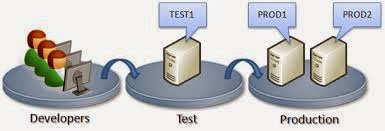 TEST1
PROD1
PROD2
Developers
Test
Production